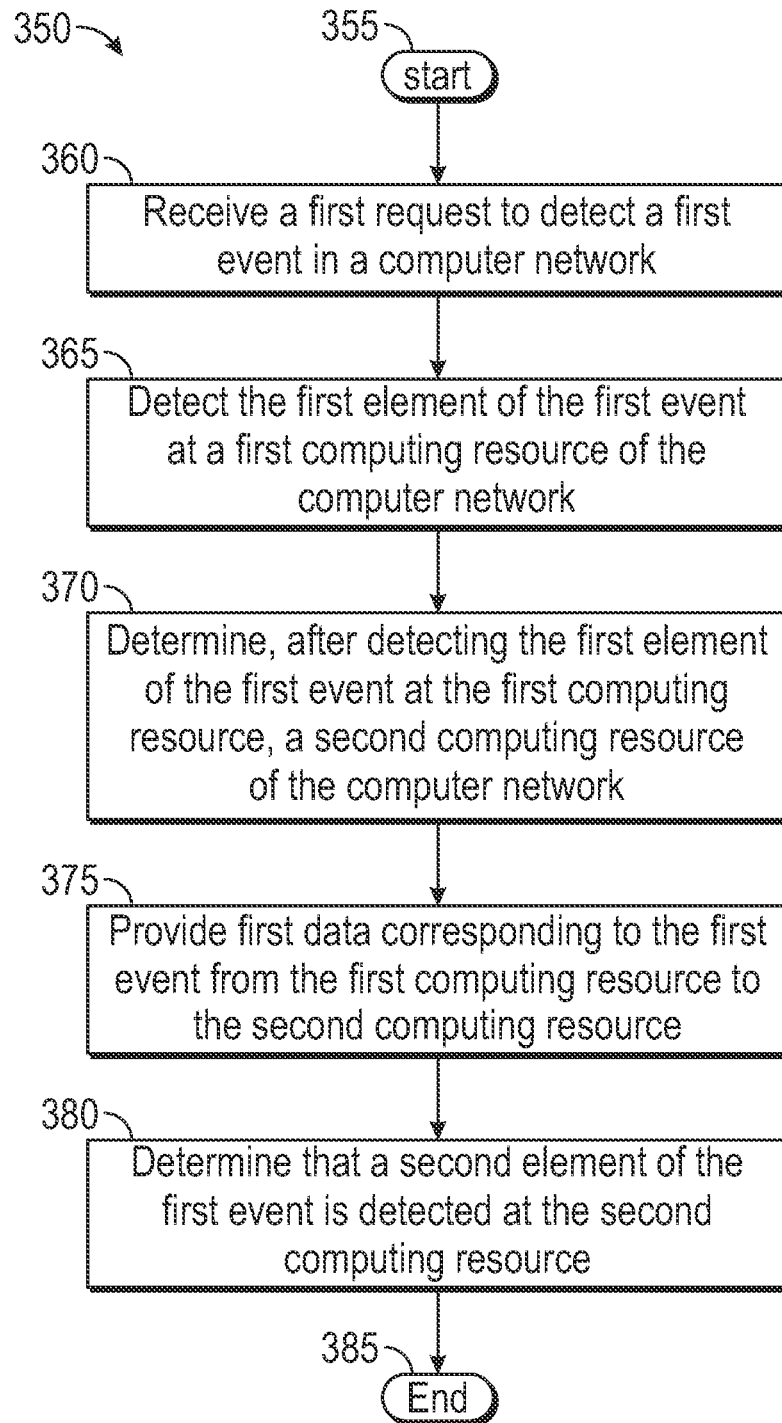 350
355
start
360
Receive a first request to detect a first
event in a computer network
365
Detect the first element of the first event
at a first computing resource of the
computer network
370
Determine, after detecting the first element
of the first event at the first computing
resource, a second computing resource
of the computer network
375
Provide first data corresponding to the first
event from the first computing resource to
the second computing resource
380
Determine that a second element of the
first event is detected at the second
computing resource
385
End